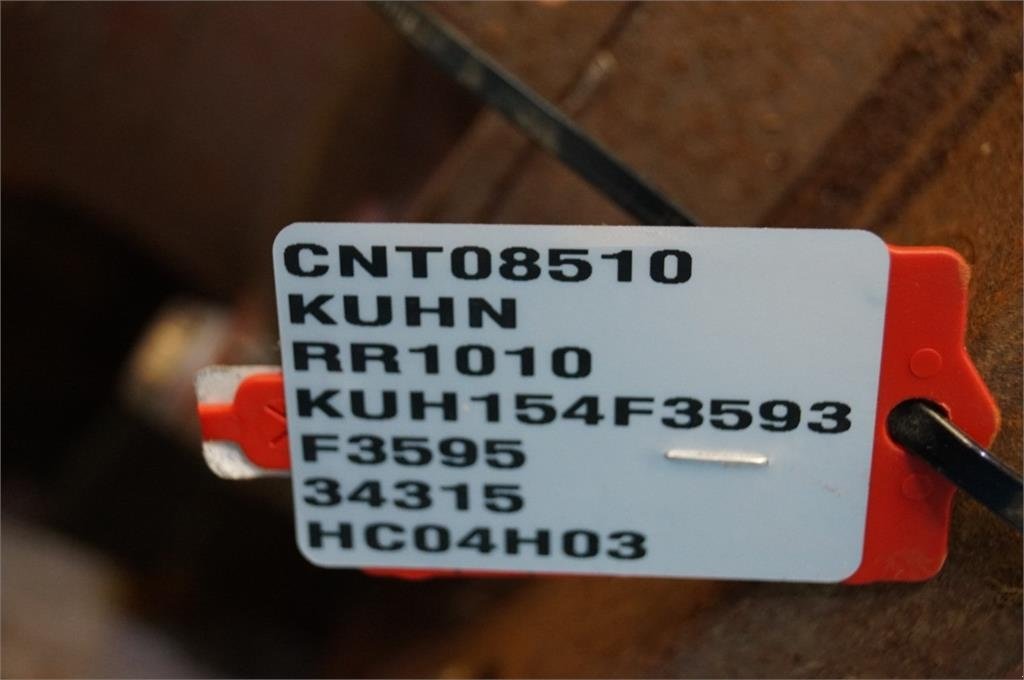 CNT08510
KUHN
RR1010
KUH154F3593
F3595
34315
HC04H03